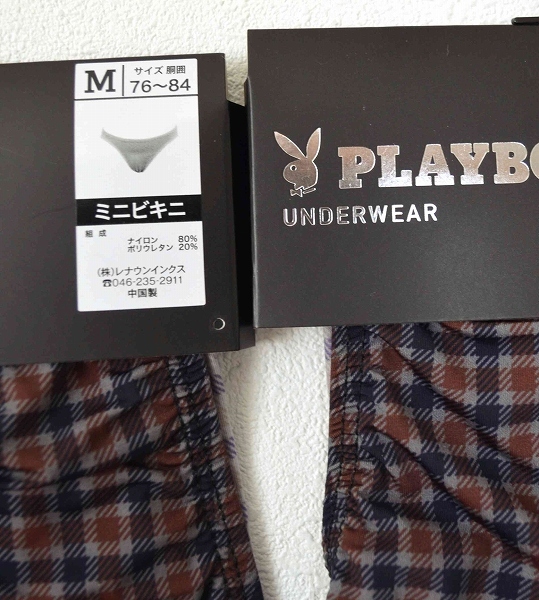 M サイズ 胴囲
76〜84
ミニビキニ
組成
ナイロン 80%
ポリウレタン 20%
(株)レナウンインクス
☎046-235-2911
中国製
PLAYBO
UNDERWEAR